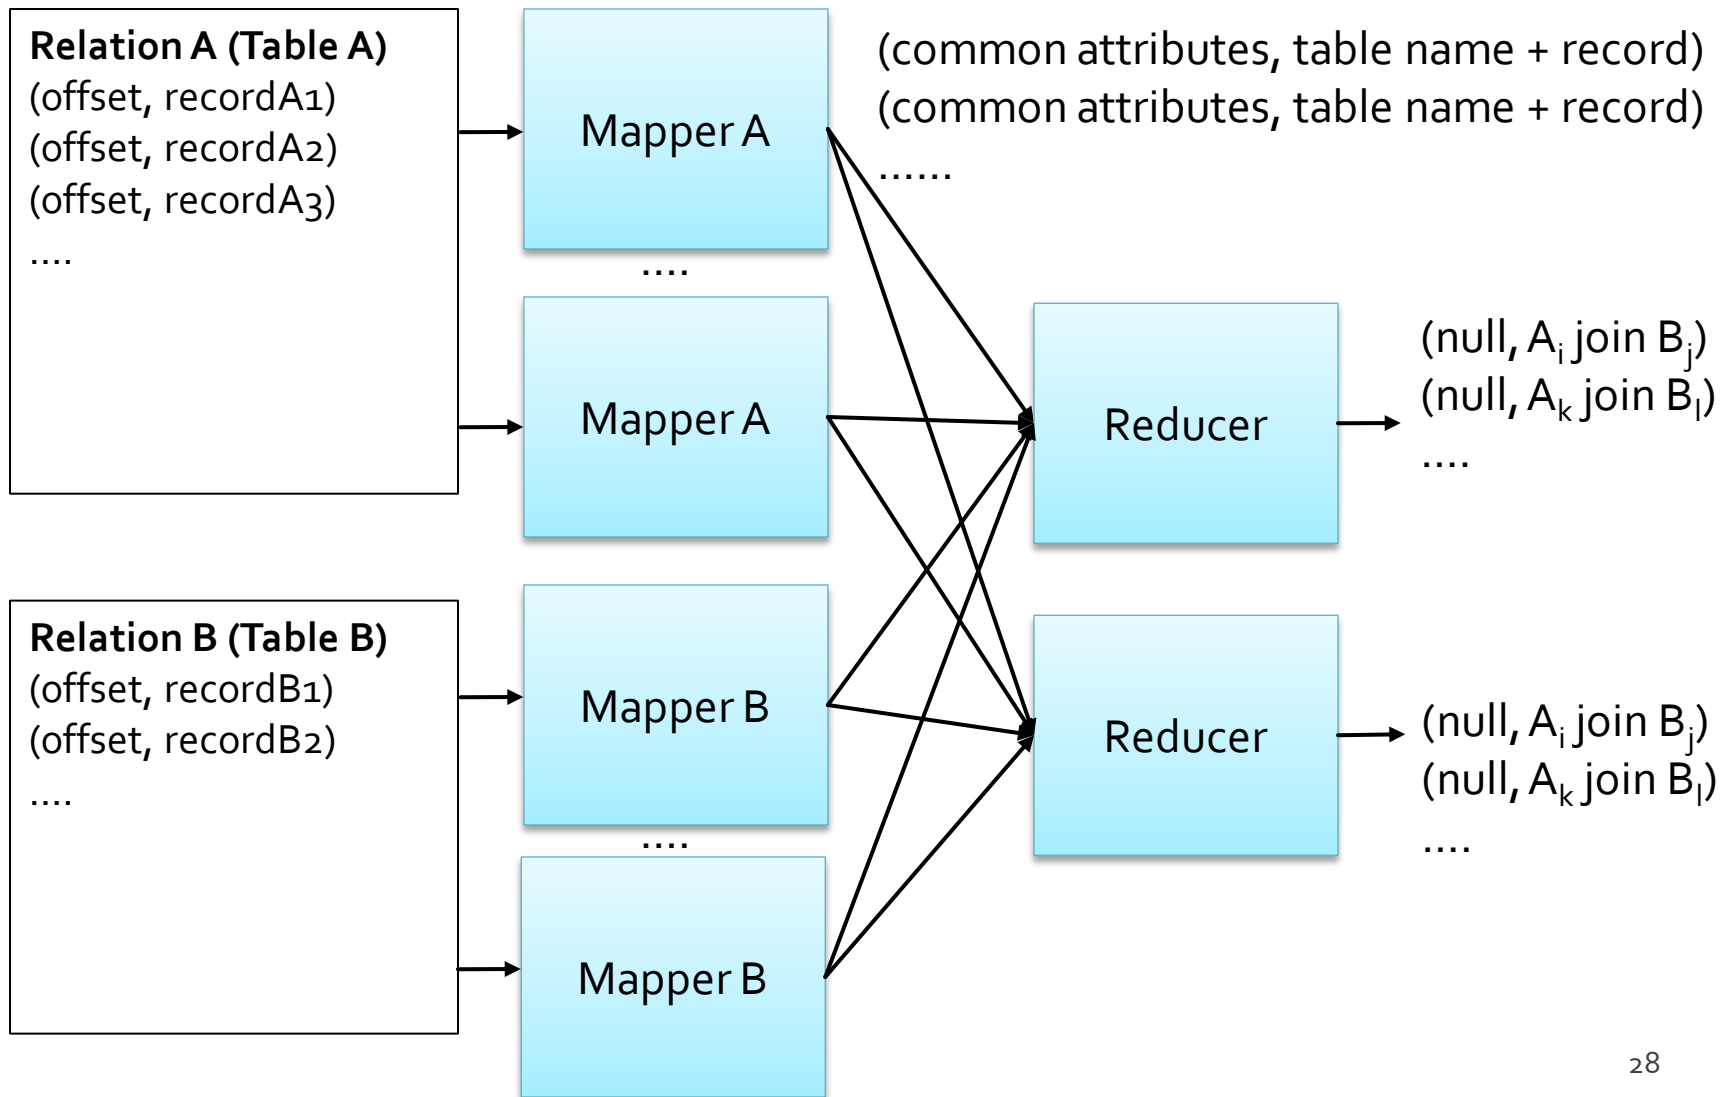 Relation A (Table A)
(offset, recordA1)
(offset, recordA2)
(offset, recordA3)
....
Mapper A
....
Mapper A
(common attributes, table name + record)
(common attributes, table name + record)
......
Relation B (Table B)
(offset, recordB1)
(offset, recordB2)
....
Mapper B
....
Mapper B
Reducer
(null, Ai join Bj)
(null, Ak join Bl)
....
Reducer
(null, Ai join Bj)
(null, Ak join Bl)
....
28